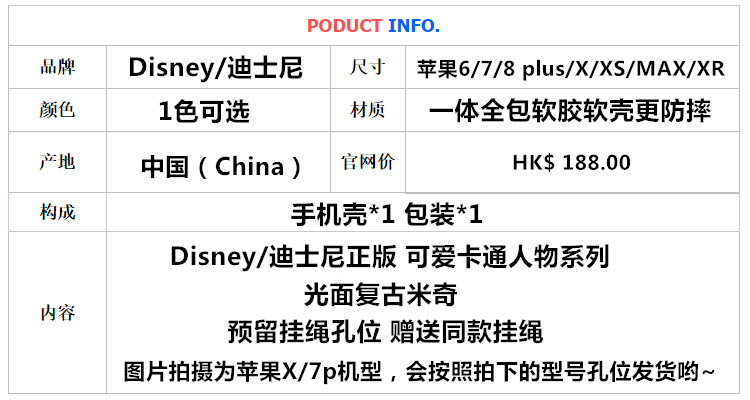 PODUCT INFO.
品牌 Disney/迪士尼 尺寸 苹果6/7/8 plus/X/XS/MAX/XR
颜色 1色可选 材质 一体全包软胶软壳更防摔
产地 中国（China） 官网价 HK$ 188.00
构成 手机壳*1 包装*1
Disney/迪士尼正版 可爱卡通人物系列
光面复古米奇
内容
预留挂绳孔位 赠送同款挂绳
图片拍摄为苹果X/7p机型，会按照拍下的型号孔位发货哟~